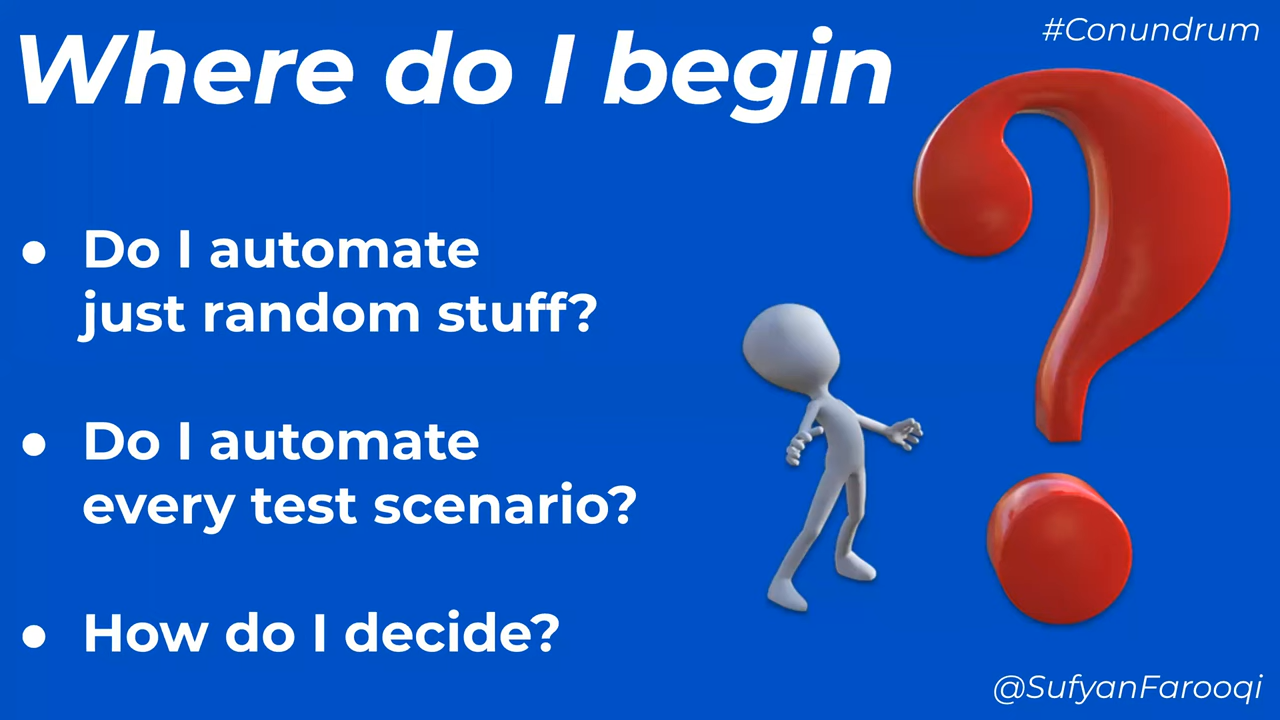 #Conundrum
Where do I begin
● Do I automate
just random stuff?
● Do I automate
every test scenario?
● How do I decide?
@SufyanFarooqi